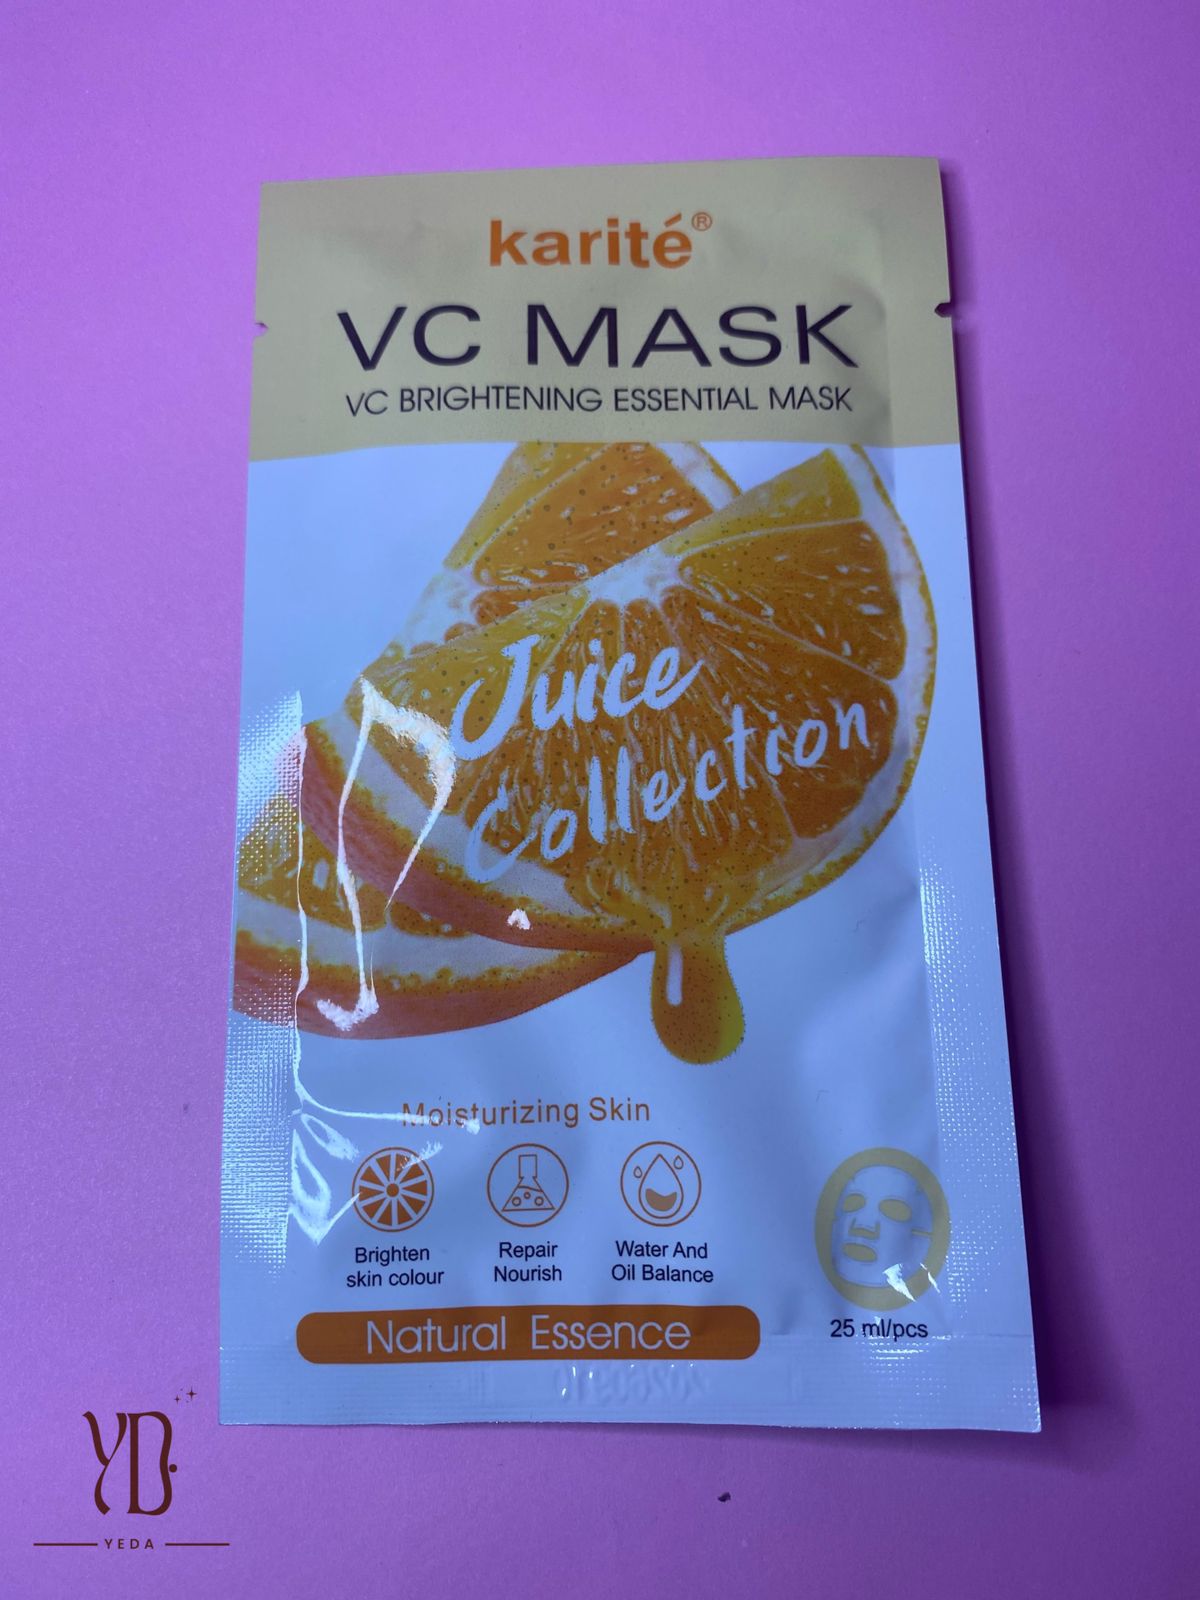 karité®
VC MASK
VC BRIGHTENING ESSENTIAL MASK
Juice
Collection
Moisturizing Skin
Brighten
skin colour
Repair
Nourish
Water And
Oil Balance
25 ml/pcs
Natural Essence
YD
YEDA